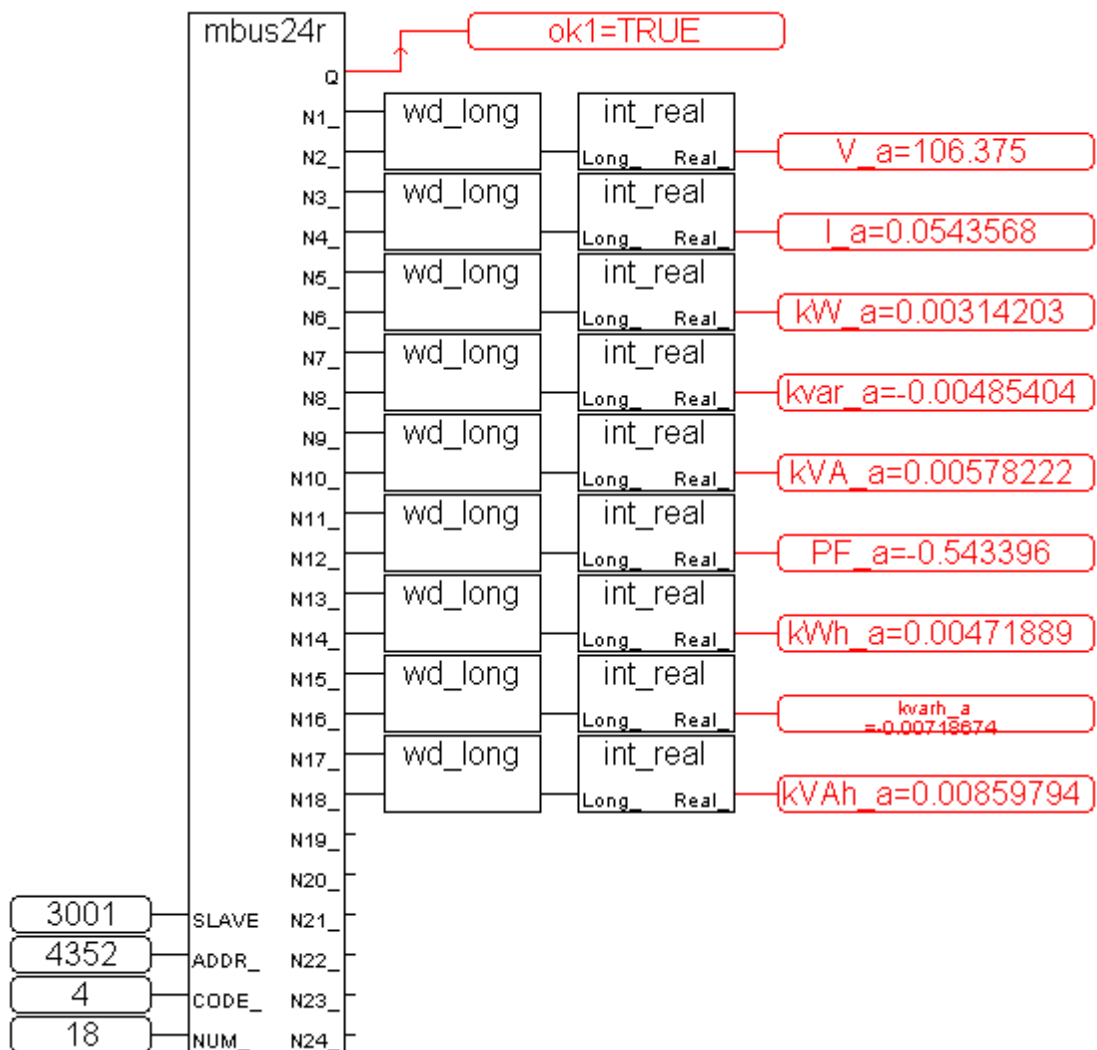 mbus24r
ok1=TRUE
Q
N1_ wd_long int_real
N2_ Long_ Real_ V_a=106.375
N3_ wd_long int_real
N4_ Long_ Real_ I_a=0.0543568
N5_ wd_long int_real
N6_ Long_ Real_ kW_a=0.00314203
N7_ wd_long int_real
N8_ Long_ Real_ kvar_a=-0.00485404
N9_ wd_long int_real
N10_ Long_ Real_ kVA_a=0.00578222
N11_ wd_long int_real
N12_ Long_ Real_ PF_a=-0.543396
N13_ wd_long int_real
N14_ Long_ Real_ kWh_a=0.00471889
N15_ wd_long int_real
N16_ Long_ Real_ kvarh_a
=-0.00718674
N17_ wd_long int_real
N18_ Long_ Real_ kVAh_a=0.00859794
N19_
N20_
3001 SLAVE N21_
4352 ADDR_ N22_
4 CODE_ N23_
18 NUM_ N24_